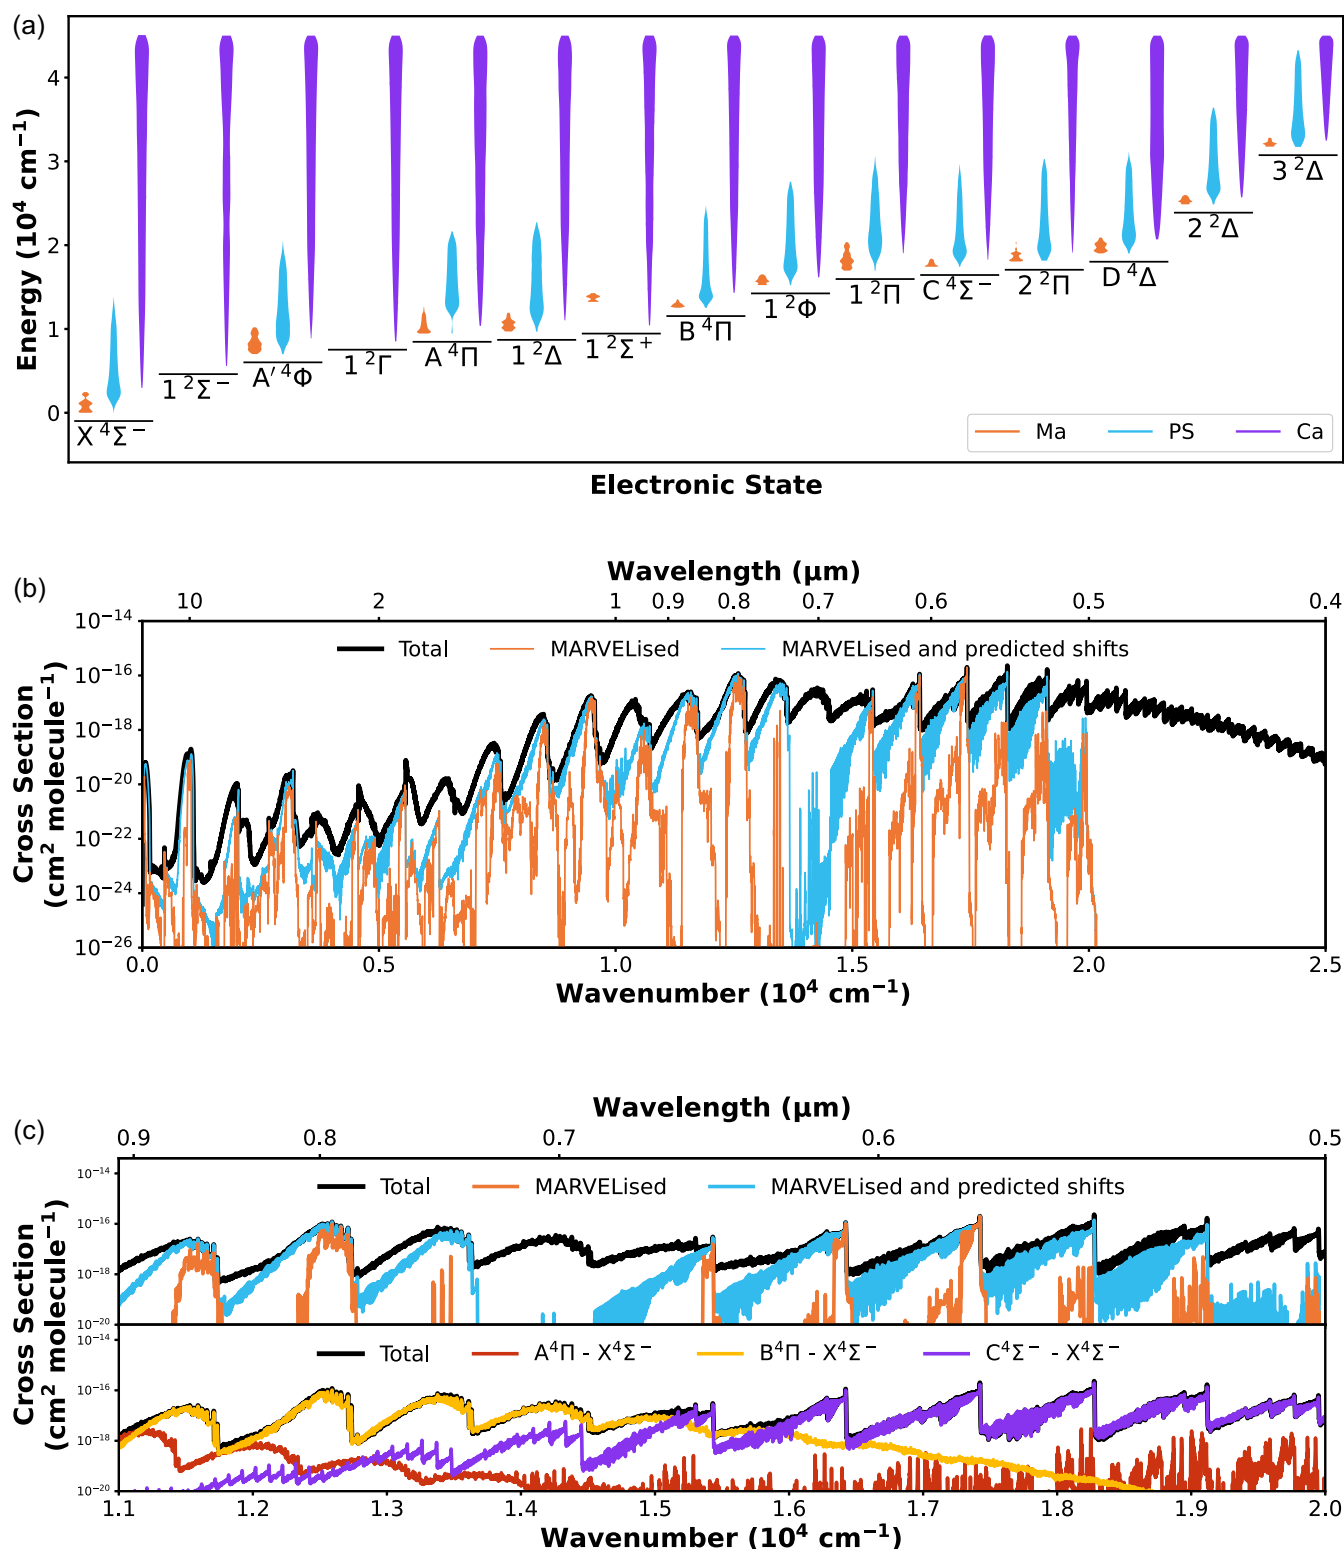 (a)
Energy (10⁴ cm⁻¹)
4
3
2
1
0
X ⁴Σ⁻
1 ²Σ⁻
A′ ⁴Φ
1 ²Γ
A ⁴Π
1 ²Δ
1 ²Σ⁺
B ⁴Π
1 ²Φ
1 ²Π
C ⁴Σ⁻
2 ²Π
D ⁴Δ
2 ²Δ
3 ²Δ
Ma PS Ca
Electronic State
(b)
Wavelength (μm)
10 2 1 0.9 0.8 0.7 0.6 0.5 0.4
Cross Section
(cm² molecule⁻¹)
10⁻¹⁴
10⁻¹⁶
10⁻¹⁸
10⁻²⁰
10⁻²²
10⁻²⁴
10⁻²⁶
Total MARVELised MARVELised and predicted shifts
0.0 0.5 1.0 1.5 2.0 2.5
Wavenumber (10⁴ cm⁻¹)
(c)
Wavelength (μm)
0.9 0.8 0.7 0.6 0.5
Cross Section
(cm² molecule⁻¹)
10⁻¹⁴
10⁻¹⁶
10⁻¹⁸
10⁻²⁰
Total MARVELised MARVELised and predicted shifts
10⁻¹⁴
10⁻¹⁶
10⁻¹⁸
10⁻²⁰
Total A⁴Π - X⁴Σ⁻ B⁴Π - X⁴Σ⁻ C⁴Σ⁻ - X⁴Σ⁻
1.1 1.2 1.3 1.4 1.5 1.6 1.7 1.8 1.9 2.0
Wavenumber (10⁴ cm⁻¹)